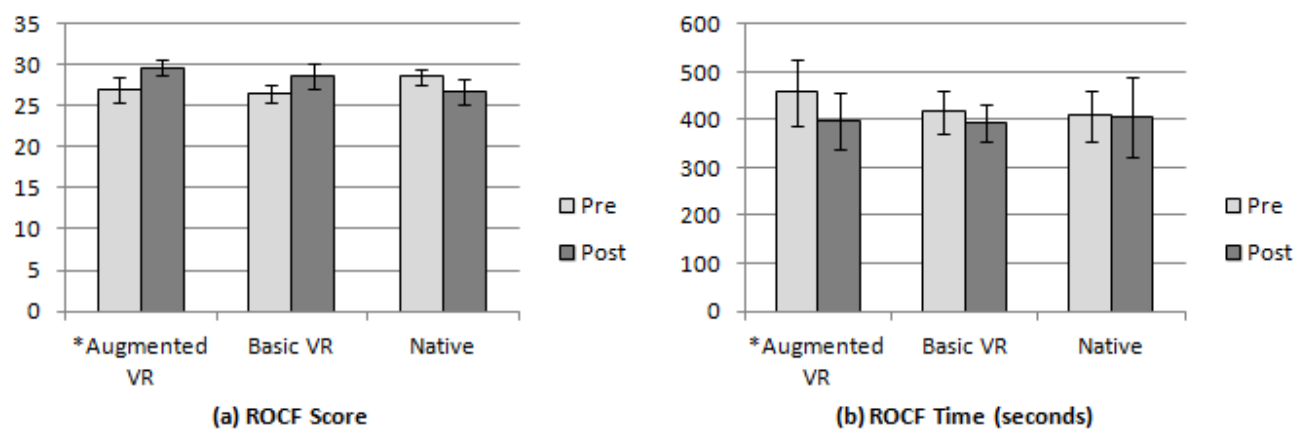 35
30
25
20
15
10
5
0
*Augmented VR
Basic VR
Native
Pre
Post
(a) ROCF Score
600
500
400
300
200
100
0
*Augmented VR
Basic VR
Native
Pre
Post
(b) ROCF Time (seconds)